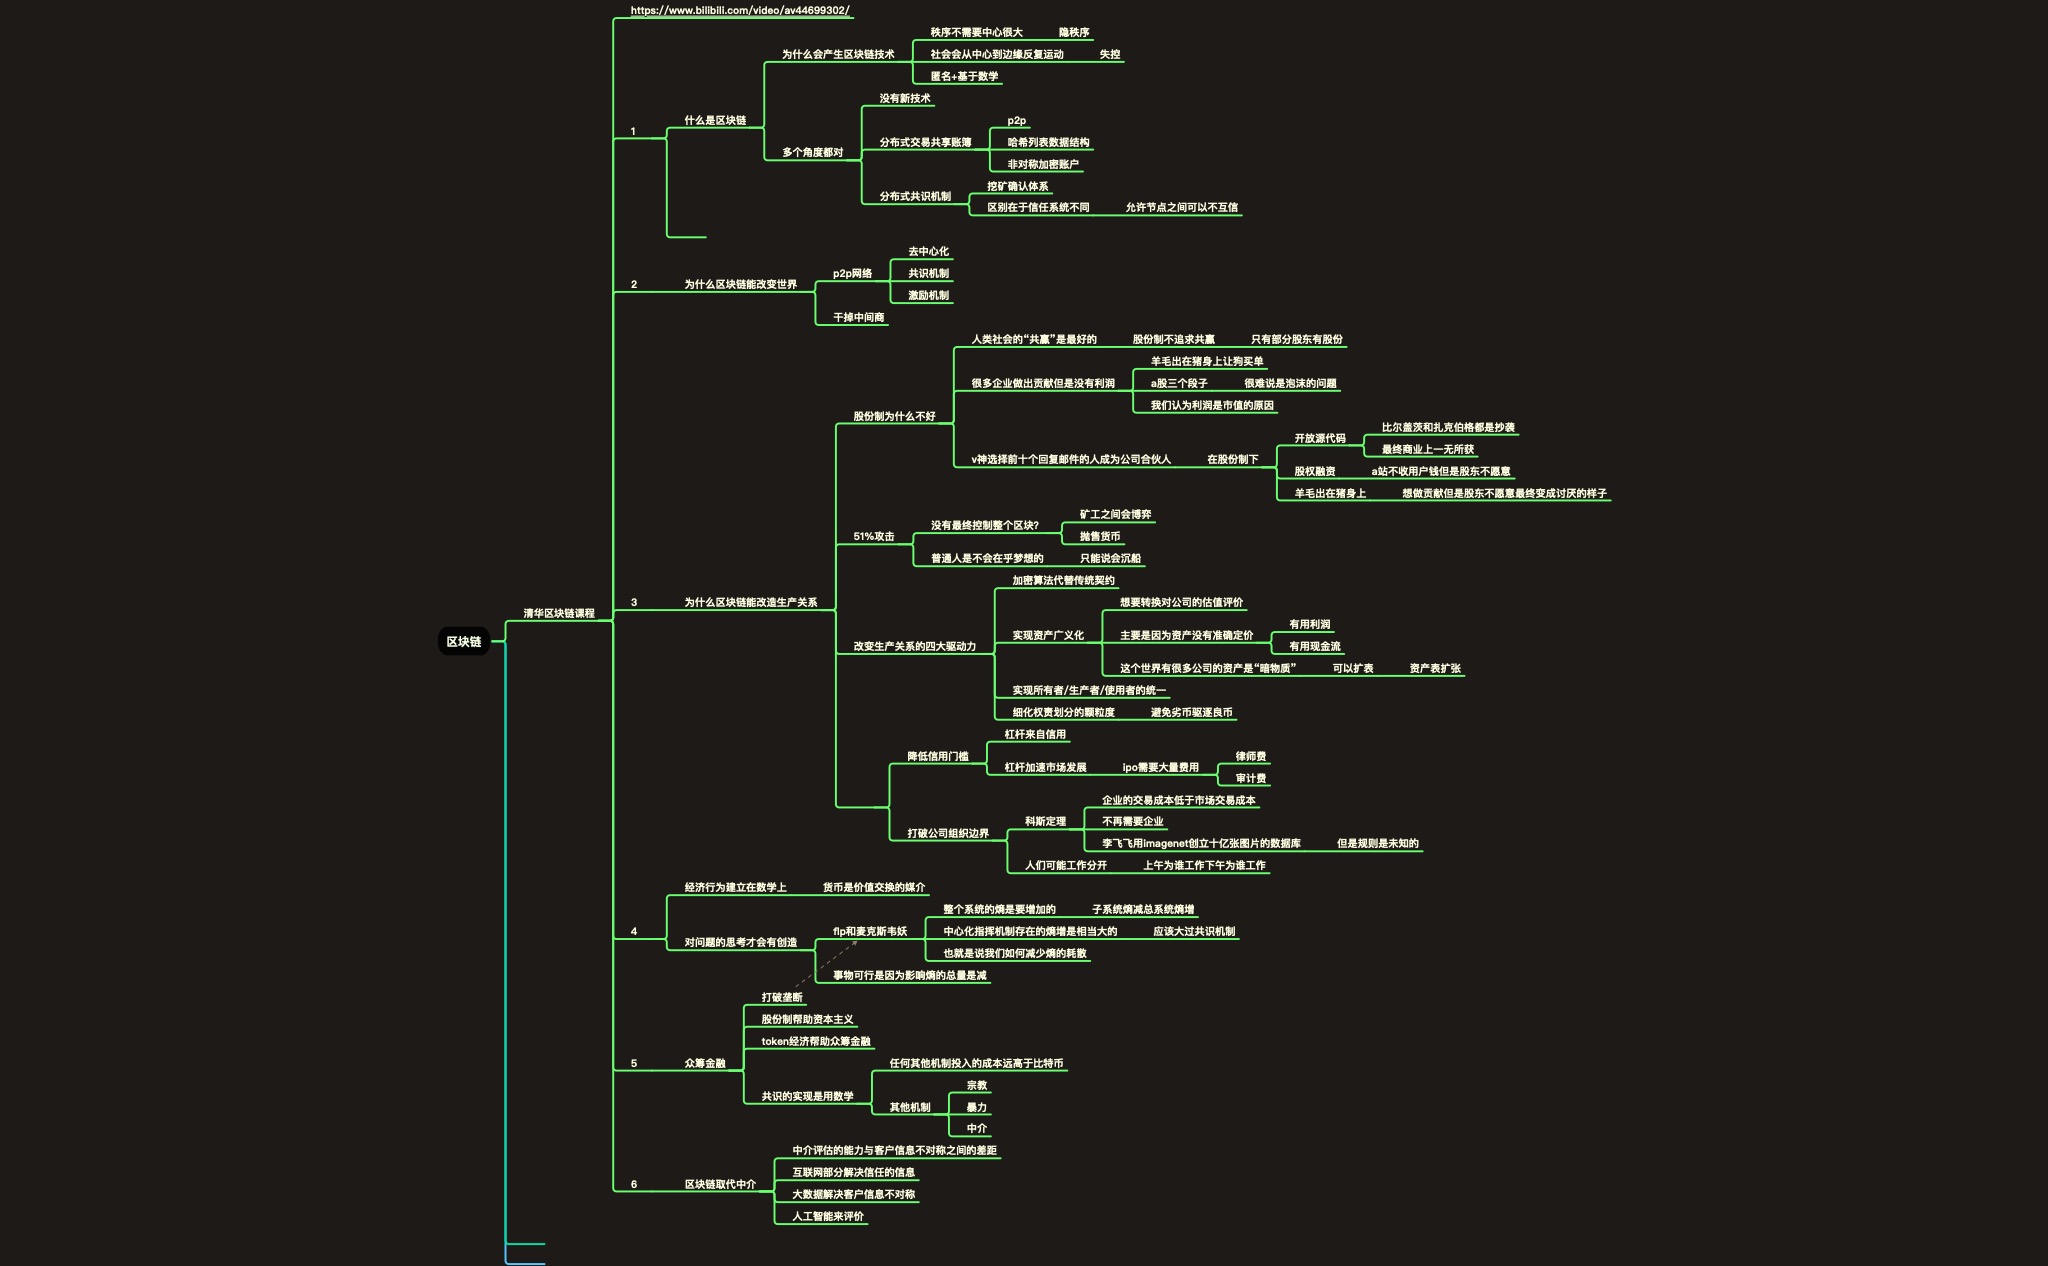 https://www.bilibili.com/video/av44699302/
秩序不需要中心很大 隐秩序
为什么会产生区块链技术 社会会从中心到边缘反复运动 失控
匿名+基于数学
没有新技术
什么是区块链 p2p
1
分布式交易共享账簿 哈希列表数据结构
多个角度都对
非对称加密账户
挖矿确认体系
分布式共识机制
区别在于信任系统不同 允许节点之间可以不互信
去中心化
p2p网络 共识机制
2 为什么区块链能改变世界
激励机制
干掉中间商
人类社会的“共赢”是最好的 股份制不追求共赢 只有部分股东有股份
羊毛出在猪身上让狗买单
很多企业做出贡献但是没有利润 a股三个段子 很难说是泡沫的问题
我们认为利润是市值的原因
股份制为什么不好
比尔盖茨和扎克伯格都是抄袭
开放源代码
最终商业上一无所获
v神选择前十个回复邮件的人成为公司合伙人 在股份制下
股权融资 a站不收用户钱但是股东不愿意
羊毛出在猪身上 想做贡献但是股东不愿意最终变成讨厌的样子
矿工之间会博弈
没有最终控制整个区块?
51%攻击 抛售货币
普通人是不会在乎梦想的 只能说会沉船
加密算法代替传统契约
3 为什么区块链能改造生产关系 想要转换对公司的估值评价
清华区块链课程
有用利润
实现资产广义化 主要是因为资产没有准确定价
区块链
改变生产关系的四大驱动力 有用现金流
这个世界有很多公司的资产是“暗物质” 可以扩表 资产表扩张
实现所有者/生产者/使用者的统一
细化权责划分的颗粒度 避免劣币驱逐良币
杠杆来自信用
降低信用门槛 律师费
杠杆加速市场发展 ipo需要大量费用
审计费
企业的交易成本低于市场交易成本
科斯定理 不再需要企业
打破公司组织边界
李飞飞用imagenet创立十亿张图片的数据库 但是规则是未知的
人们可能工作分开 上午为谁工作下午为谁工作
经济行为建立在数学上 货币是价值交换的媒介
整个系统的熵是要增加的 子系统熵减总系统熵增
4 flp和麦克斯韦妖 中心化指挥机制存在的熵增是相当大的 应该大过共识机制
对问题的思考才会有创造
也就是说我们如何减少熵的耗散
事物可行是因为影响熵的总量是减
打破垄断
股份制帮助资本主义
token经济帮助众筹金融
5 众筹金融 任何其他机制投入的成本远高于比特币
宗教
共识的实现是用数学
其他机制 暴力
中介
中介评估的能力与客户信息不对称之间的差距
互联网部分解决信任的信息
6 区块链取代中介
大数据解决客户信息不对称
人工智能来评价